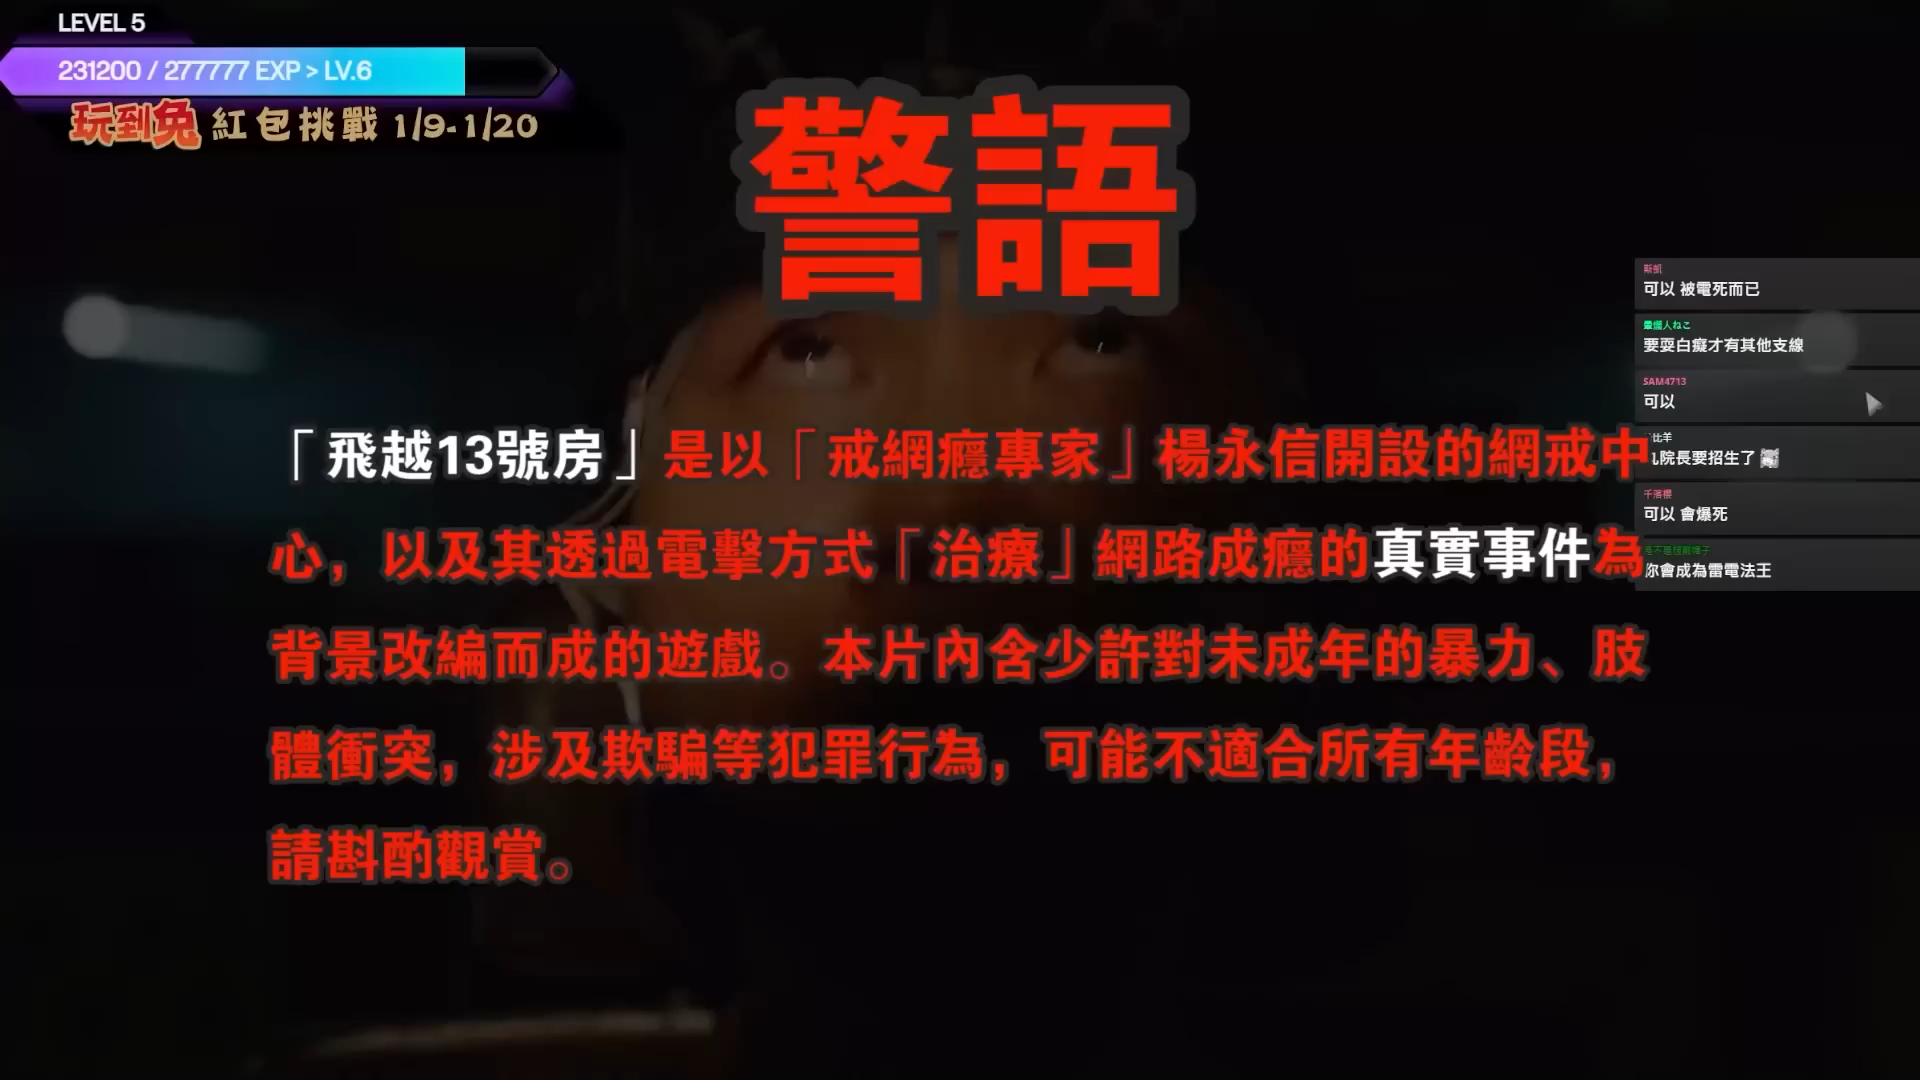 LEVEL 5
231200 / 277777 EXP > LV.6
玩到兔 紅包挑戰 1/9-1/20
警語
「飛越13號房」是以「戒網癮專家」楊永信開設的網戒中
心，以及其透過電擊方式「治療」網路成癮的真實事件為
背景改編而成的遊戲。本片內含少許對未成年的暴力、肢
體衝突，涉及欺騙等犯罪行為，可能不適合所有年齡段，
請斟酌觀賞。
斯凱
可以 被電死而已
要耍白癡才有其他支線
SAM4713
可以
比羊
院長要招生了
千落櫻
可以 會爆死
你會成為雷電法王